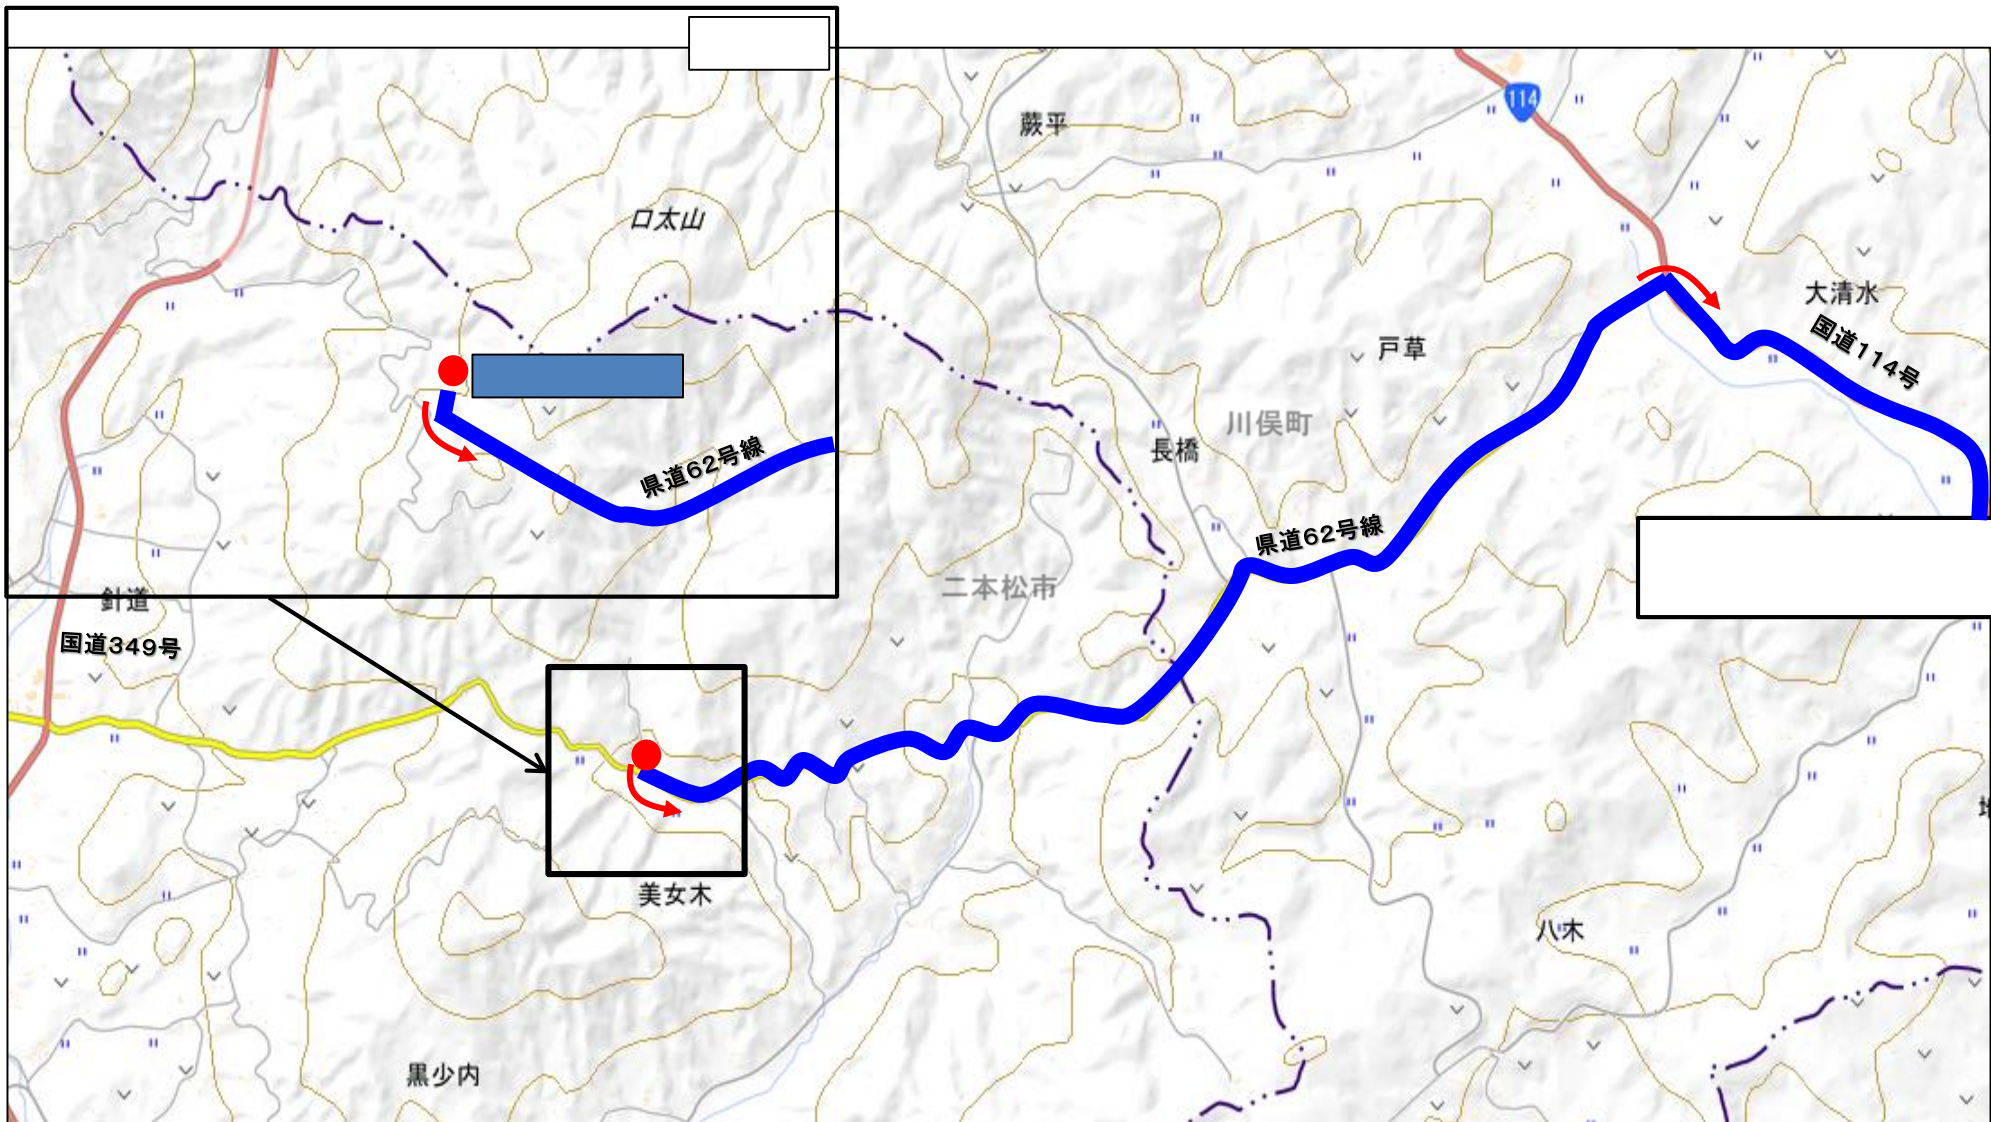 114
蕨平
口太山
大清水
国道114号
戸草
川俣町
長橋
県道62号線
県道62号線
二本松市
針道
国道349号
美女木
八木
黒少内